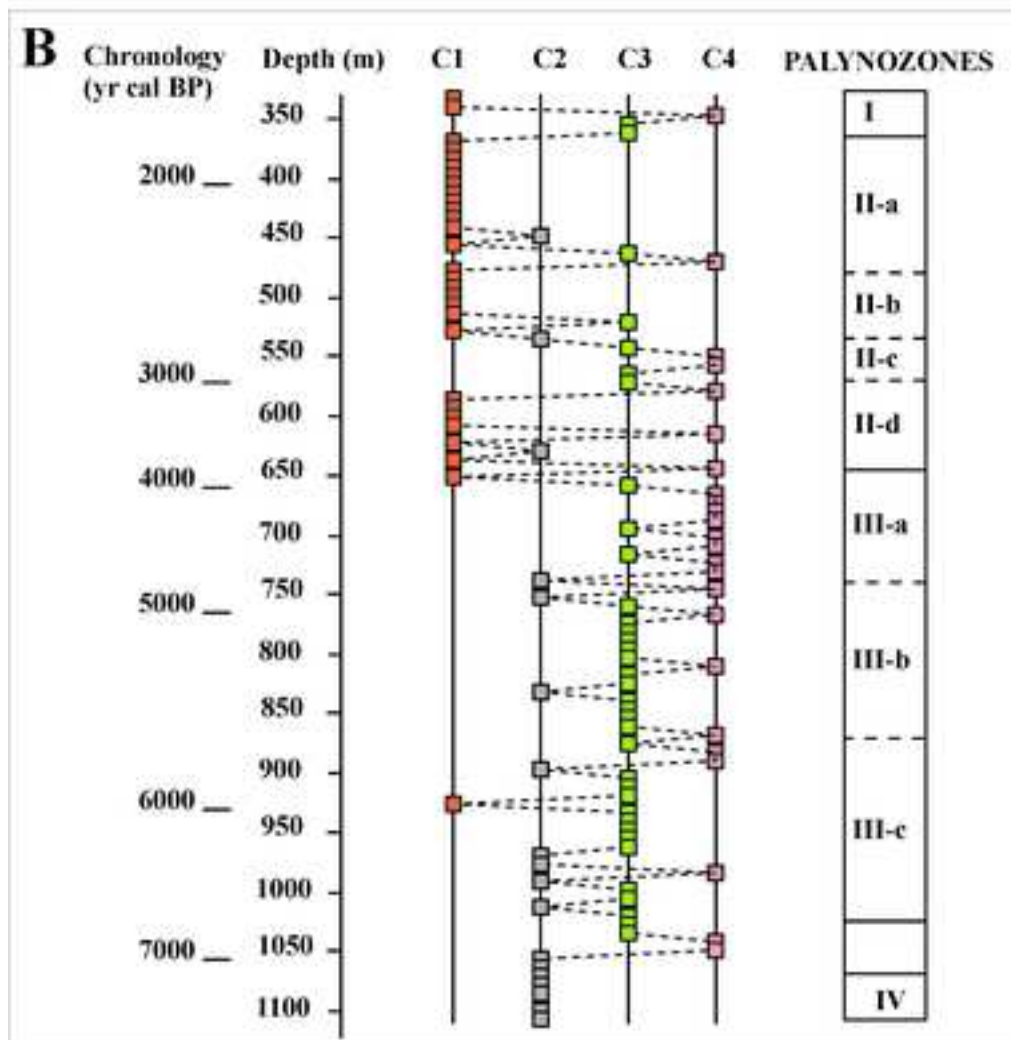 B
Chronology (yr cal BP)
Depth (m)
C1
C2
C3
C4
PALYNOZONES
350
I
2000
400
II-a
450
500
II-b
550
II-c
3000
600
II-d
650
4000
III-a
700
750
5000
800
III-b
850
900
6000
950
III-c
1000
7000
1050
IV
1100